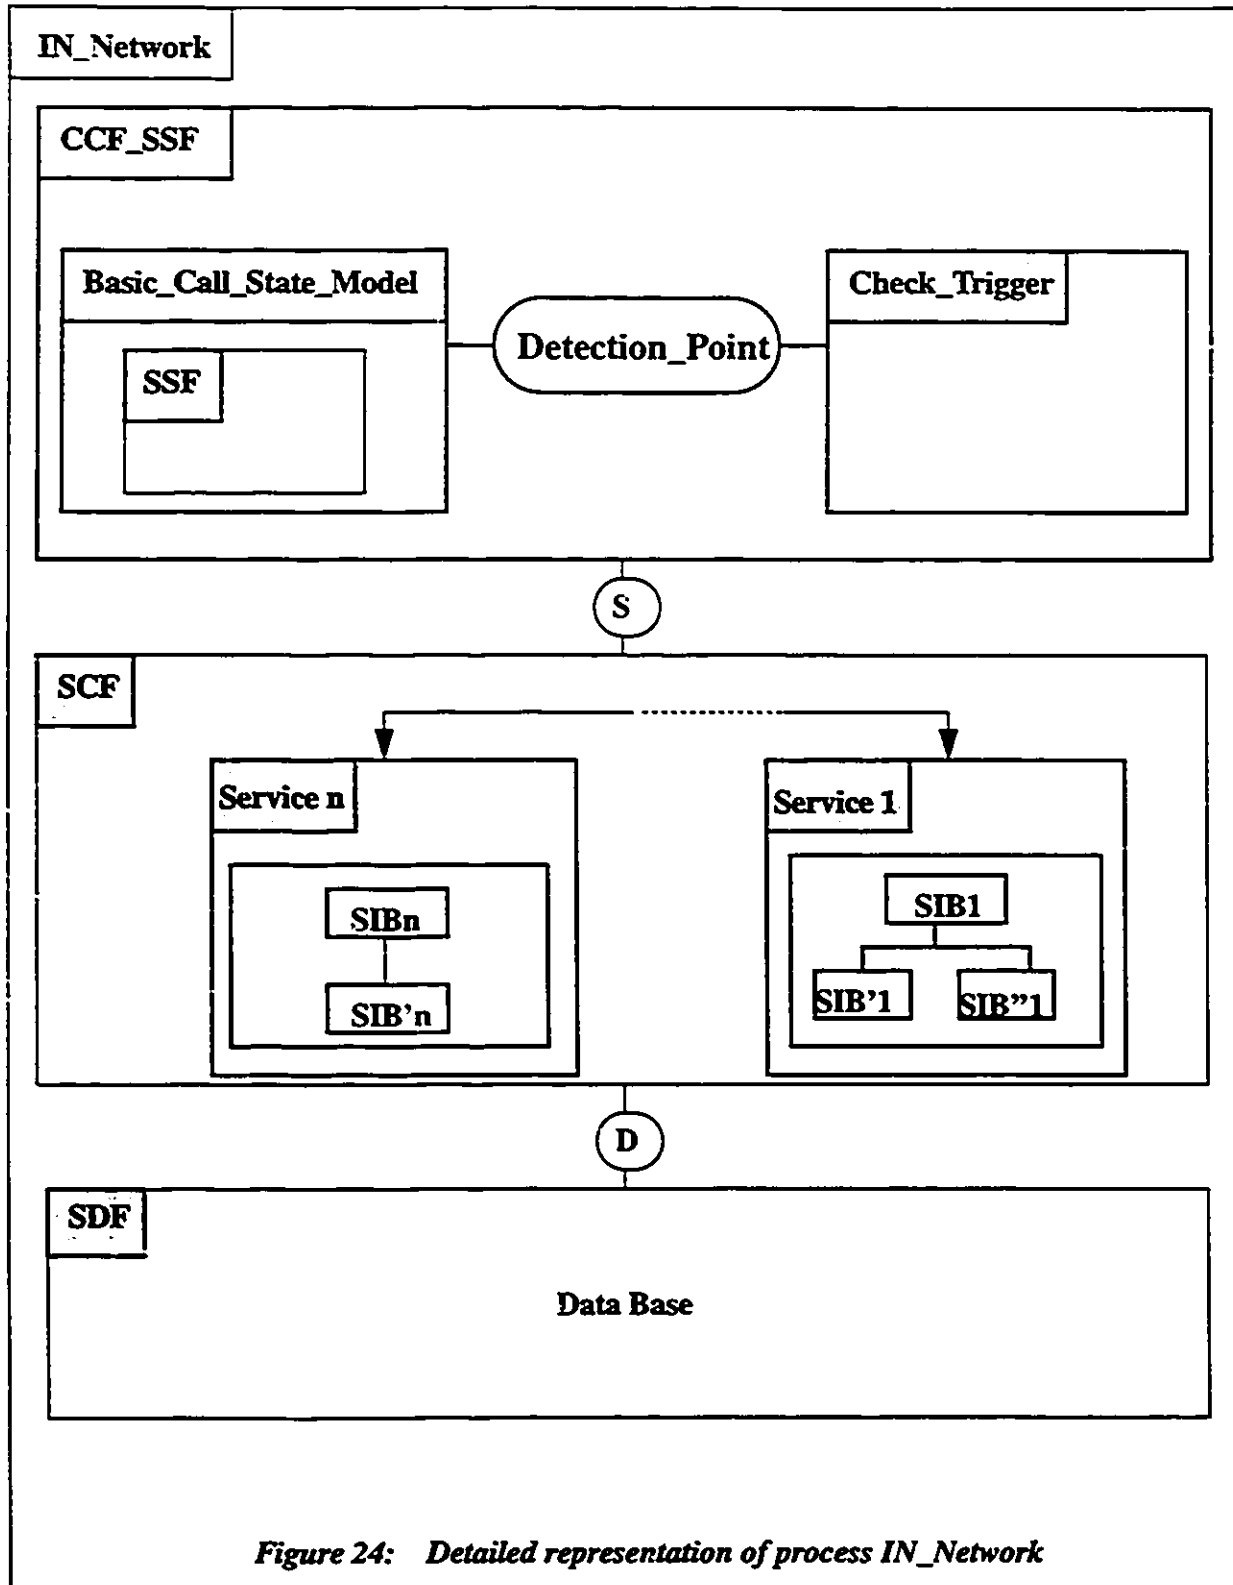 IN_Network
CCF_SSF
Basic_Call_State_Model
SSF
Detection_Point
Check_Trigger
S
SCF
Service n
SIBn
SIB’n
Service 1
SIB1
SIB’1
SIB”1
D
SDF
Data Base
Figure 24: Detailed representation of process IN_Network